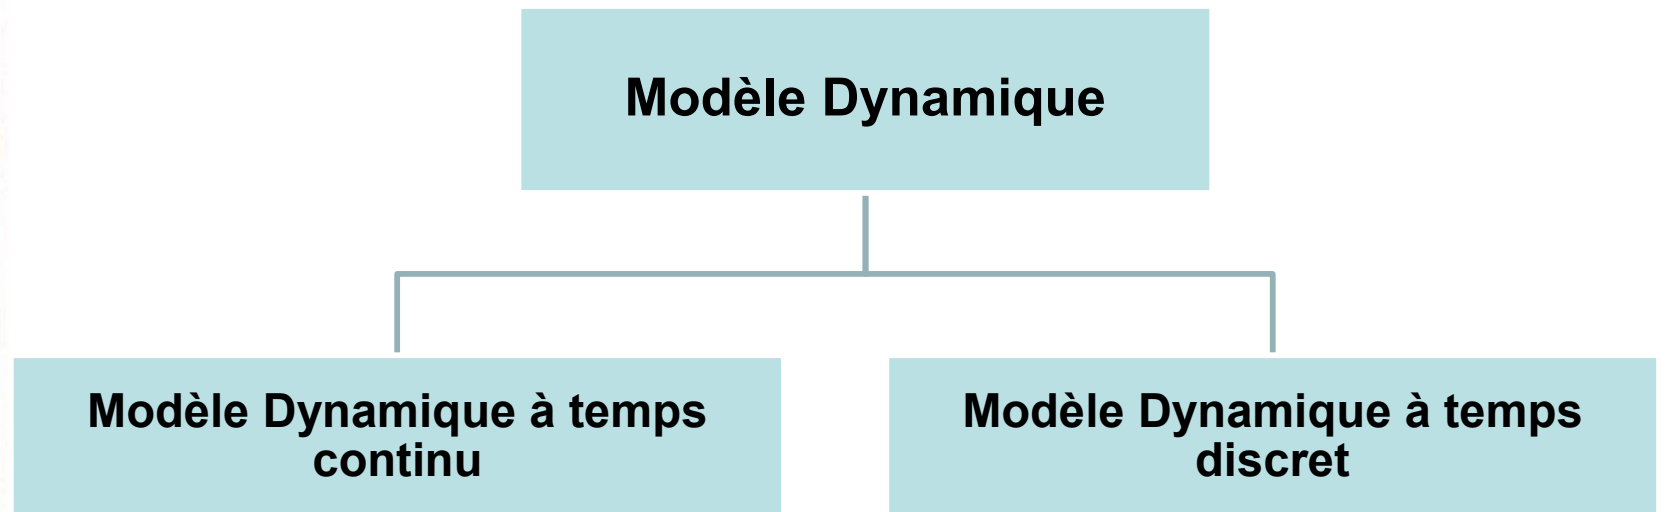 Modèle Dynamique
Modèle Dynamique à temps
continu
Modèle Dynamique à temps
discret